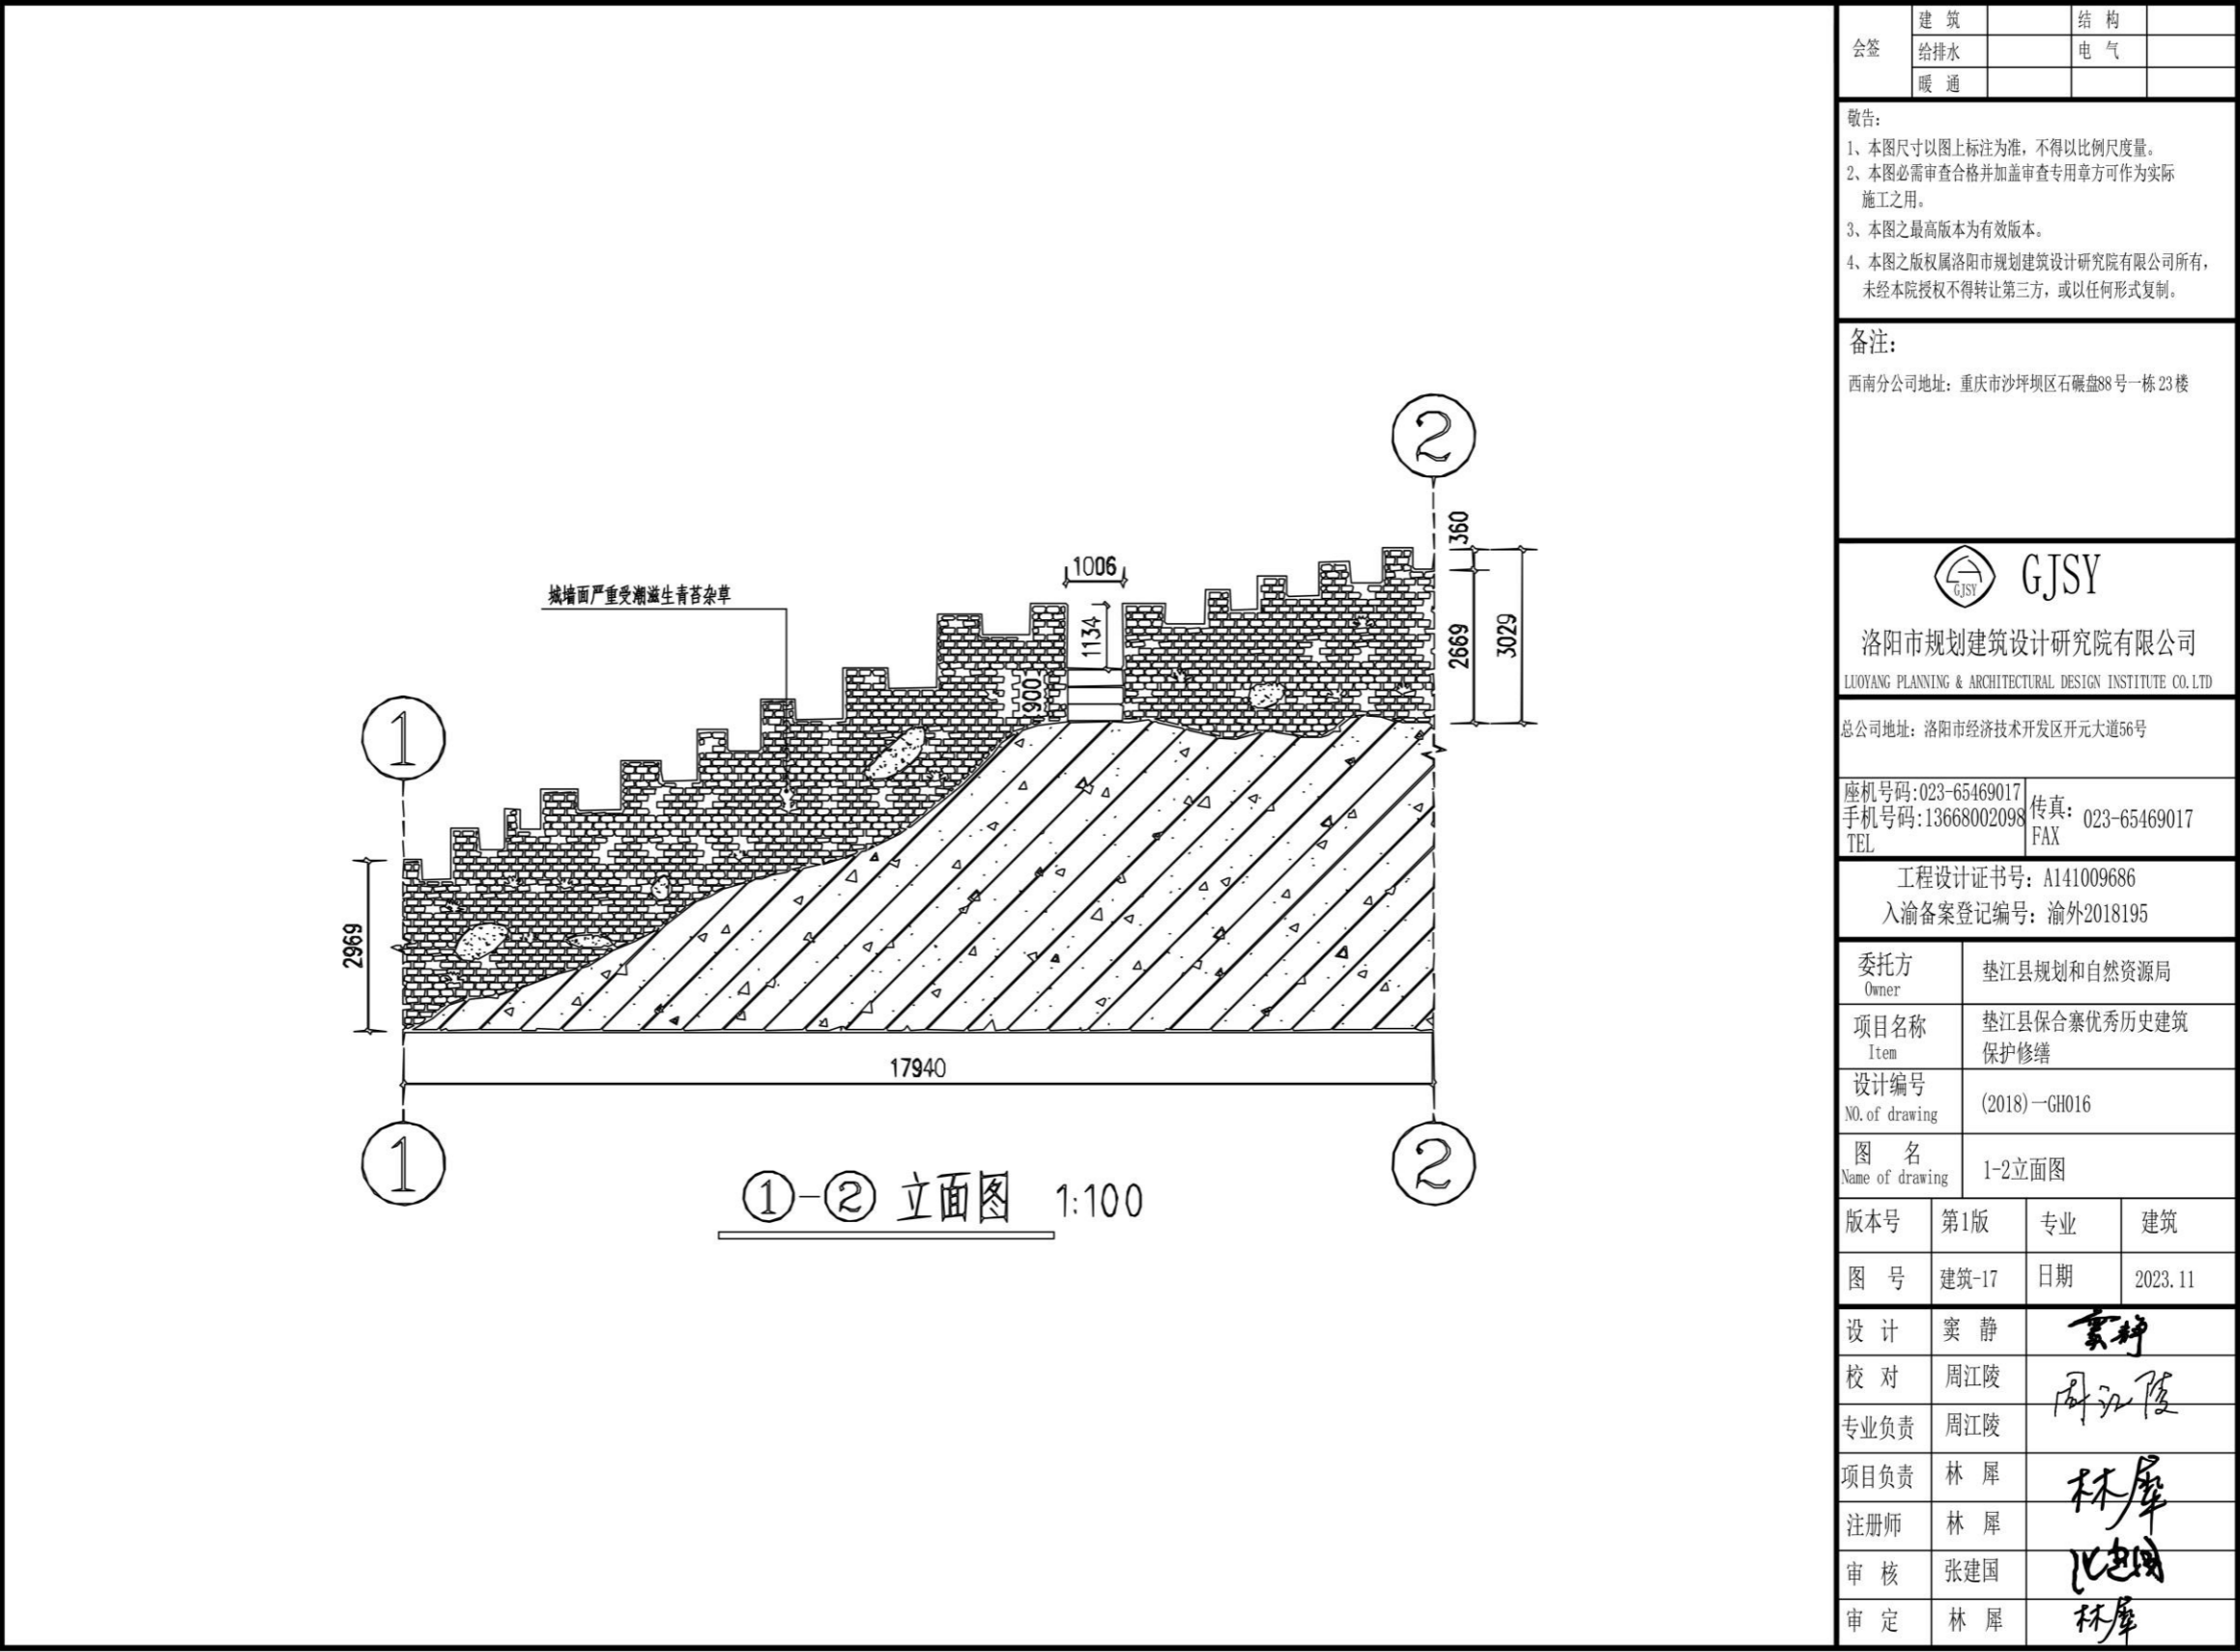 城墙面严重受潮滋生青苔杂草
1006
1134
900
360
2669
3029
2969
17940
1
2
1
2
①-② 立面图 1:100
会签 建 筑 结 构
给排水 电 气
暖 通
敬告:
1、本图尺寸以图上标注为准，不得以比例尺度量。
2、本图必需审查合格并加盖审查专用章方可作为实际
施工之用。
3、本图之最高版本为有效版本。
4、本图之版权属洛阳市规划建筑设计研究院有限公司所有,
未经本院授权不得转让第三方，或以任何形式复制。
备注:
西南分公司地址：重庆市沙坪坝区石碾盘88号一栋23楼
GJSY GJSY
洛阳市规划建筑设计研究院有限公司
LUOYANG PLANNING & ARCHITECTURAL DESIGN INSTITUTE CO.LTD
总公司地址：洛阳市经济技术开发区开元大道56号
座机号码:023-65469017
手机号码:13668002098
TEL
传真: 023-65469017
FAX
工程设计证书号: A141009686
入渝备案登记编号: 渝外2018195
委托方 垫江县规划和自然资源局
Owner
项目名称 垫江县保合寨优秀历史建筑
Item 保护修缮
设计编号 (2018)一GH016
NO.of drawing
图 名 1-2立面图
Name of drawing
版本号 第1版 专业 建筑
图 号 建筑-17 日期 2023.11
设 计 窦 静 窦静
校 对 周江陵 周江陵
专业负责 周江陵
项目负责 林 犀 林犀
注册师 林 犀
审 核 张建国
审 定 林 犀 林犀